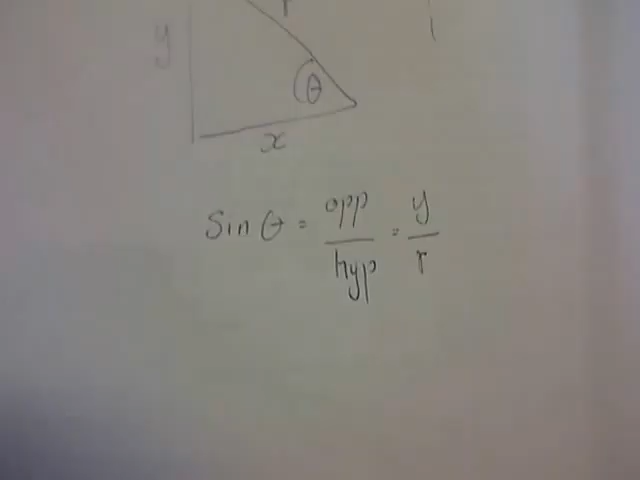 y
θ
x
Sin θ = opp/hyp = y/r